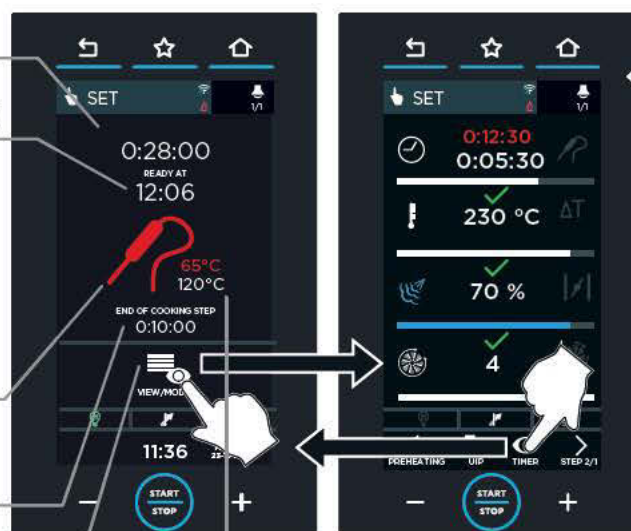 SET
1/1
0:28:00
READY AT
12:06
65°C
120°C
END OF COOKING STEP
0:10:00
11:36
START
STOP
SET
1/1
0:12:30
0:05:30
230 °C
ΔT
70 %
4
PREHEATING
UIP
TIMER
STEP 2/1
START
STOP